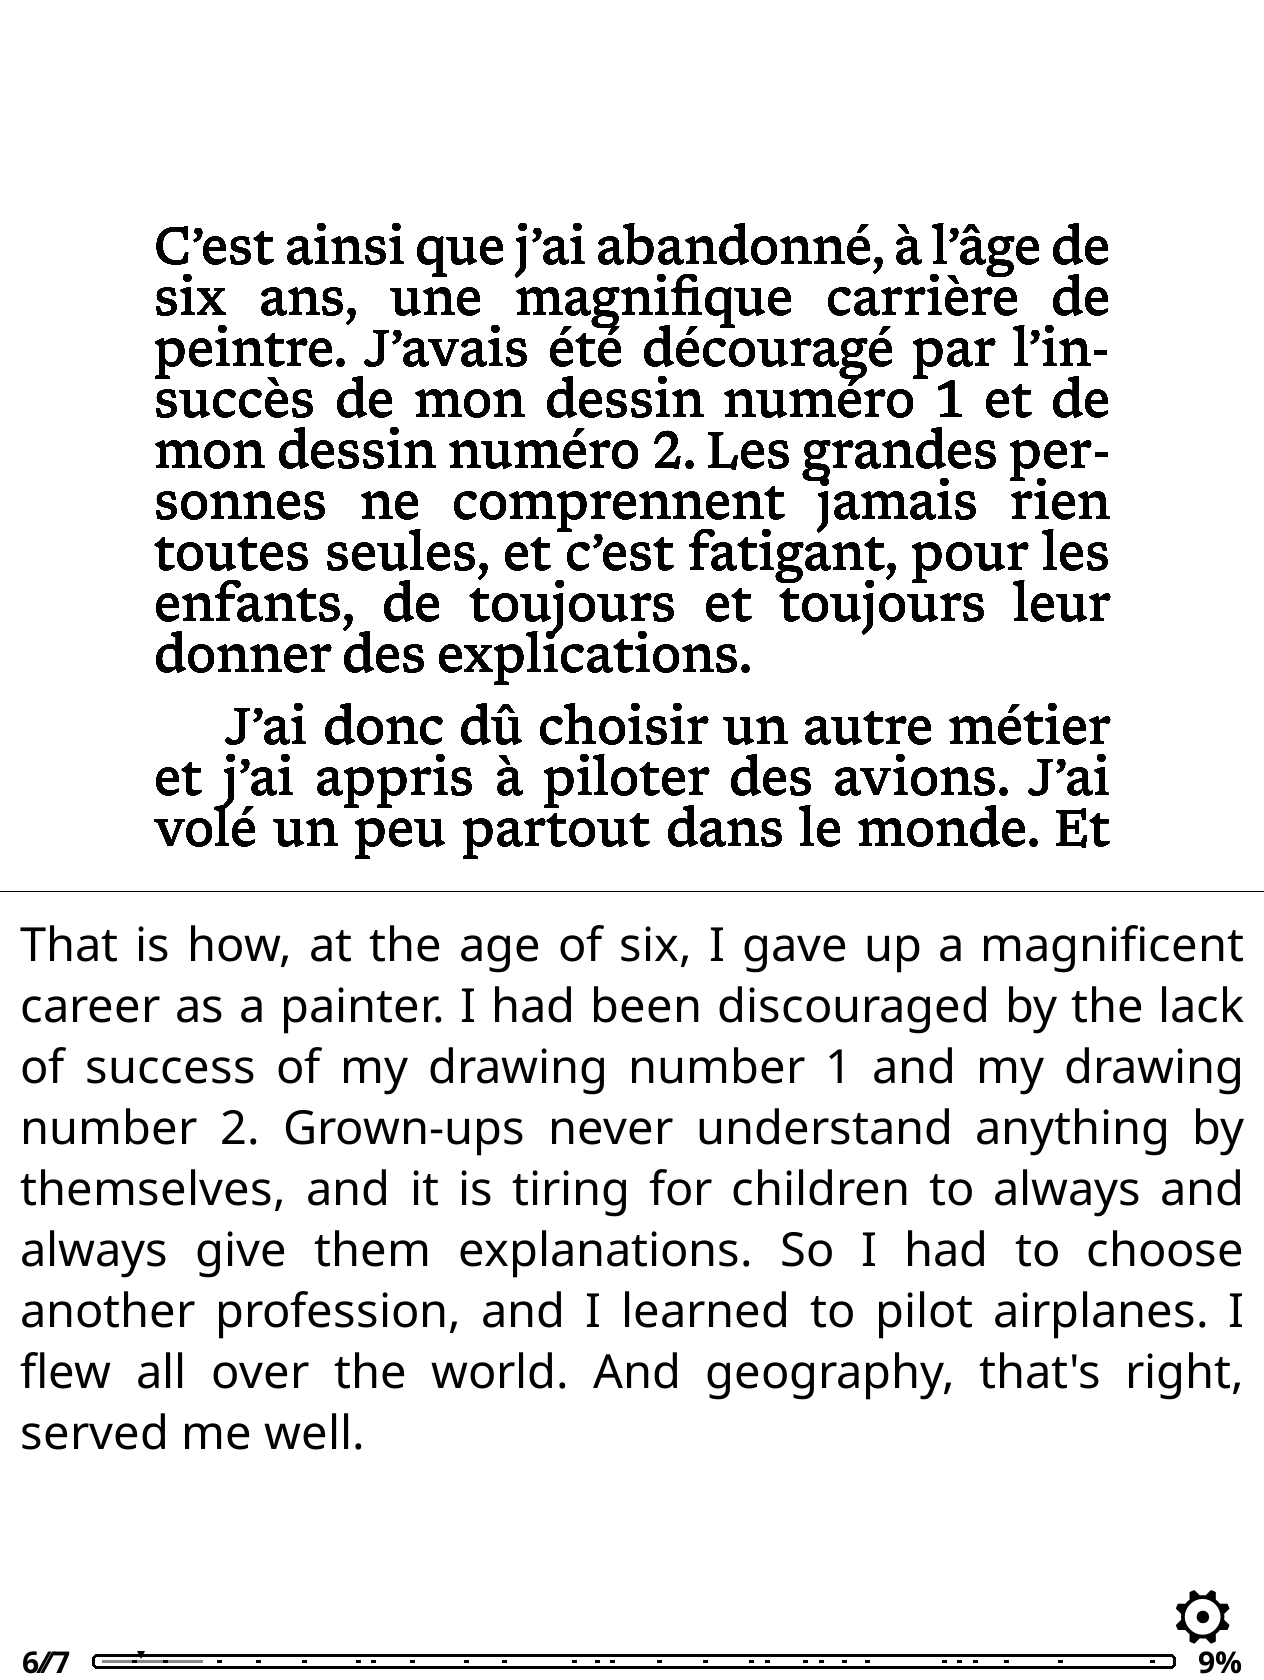 C’est ainsi que j’ai abandonné, à l’âge de
six ans, une magnifique carrière de
peintre. J’avais été découragé par l’in-
succès de mon dessin numéro 1 et de
mon dessin numéro 2. Les grandes per-
sonnes ne comprennent jamais rien
toutes seules, et c’est fatigant, pour les
enfants, de toujours et toujours leur
donner des explications.
J’ai donc dû choisir un autre métier
et j’ai appris à piloter des avions. J’ai
volé un peu partout dans le monde. Et
That is how, at the age of six, I gave up a magnificent
career as a painter. I had been discouraged by the lack
of success of my drawing number 1 and my drawing
number 2. Grown-ups never understand anything by
themselves, and it is tiring for children to always and
always give them explanations. So I had to choose
another profession, and I learned to pilot airplanes. I
flew all over the world. And geography, that's right,
served me well.
6/7 9%